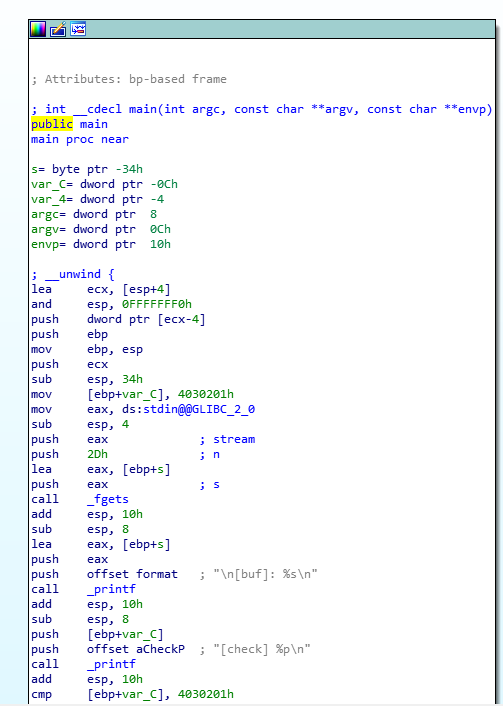 ; Attributes: bp-based frame
; int __cdecl main(int argc, const char **argv, const char **envp)
public main
main proc near
s= byte ptr -34h
var_C= dword ptr -0Ch
var_4= dword ptr -4
argc= dword ptr  8
argv= dword ptr  0Ch
envp= dword ptr  10h
; __unwind {
lea     ecx, [esp+4]
and     esp, 0FFFFFFF0h
push    dword ptr [ecx-4]
push    ebp
mov     ebp, esp
push    ecx
sub     esp, 34h
mov     [ebp+var_C], 4030201h
mov     eax, ds:stdin@@GLIBC_2_0
sub     esp, 4
push    eax             ; stream
push    2Dh             ; n
lea     eax, [ebp+s]
push    eax             ; s
call    _fgets
add     esp, 10h
sub     esp, 8
lea     eax, [ebp+s]
push    eax
push    offset format   ; "\n[buf]: %s\n"
call    _printf
add     esp, 10h
sub     esp, 8
push    [ebp+var_C]
push    offset aCheckP  ; "[check] %p\n"
call    _printf
add     esp, 10h
cmp     [ebp+var_C], 4030201h